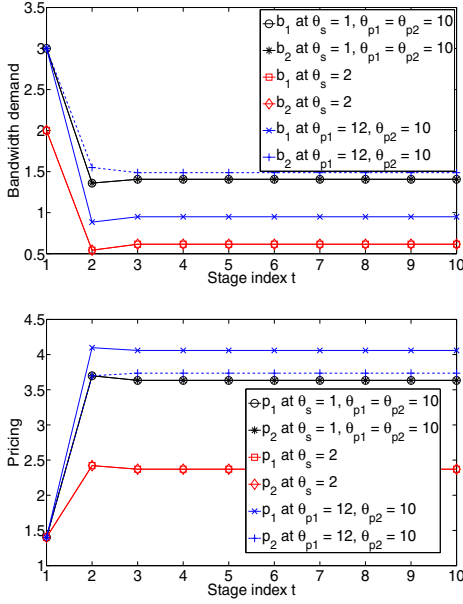 3.5
3
2.5
2
1.5
1
0.5
Bandwidth demand
b1 at θs = 1, θp1 = θp2 = 10
b2 at θs = 1, θp1 = θp2 = 10
b1 at θs = 2
b2 at θs = 2
b1 at θp1 = 12, θp2 = 10
b2 at θp1 = 12, θp2 = 10
1 2 3 4 5 6 7 8 9 10
Stage index t
4.5
4
3.5
3
2.5
2
1.5
1
Pricing
p1 at θs = 1, θp1 = θp2 = 10
p2 at θs = 1, θp1 = θp2 = 10
p1 at θs = 2
p2 at θs = 2
p1 at θp1 = 12, θp2 = 10
p2 at θp1 = 12, θp2 = 10
1 2 3 4 5 6 7 8 9 10
Stage index t